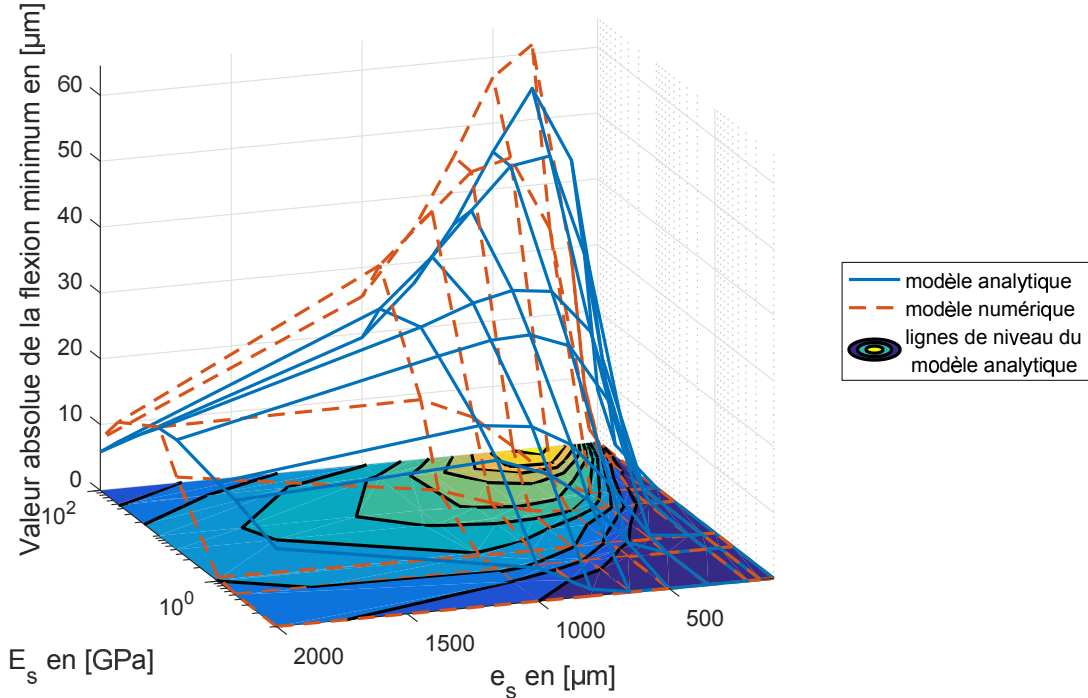 Valeur absolue de la flexion minimum en [µm]
60
50
40
30
20
10
0
10²
10⁰
E_s en [GPa]
2000
1500
1000
500
e_s en [µm]
modèle analytique
modèle numérique
lignes de niveau du
modèle analytique